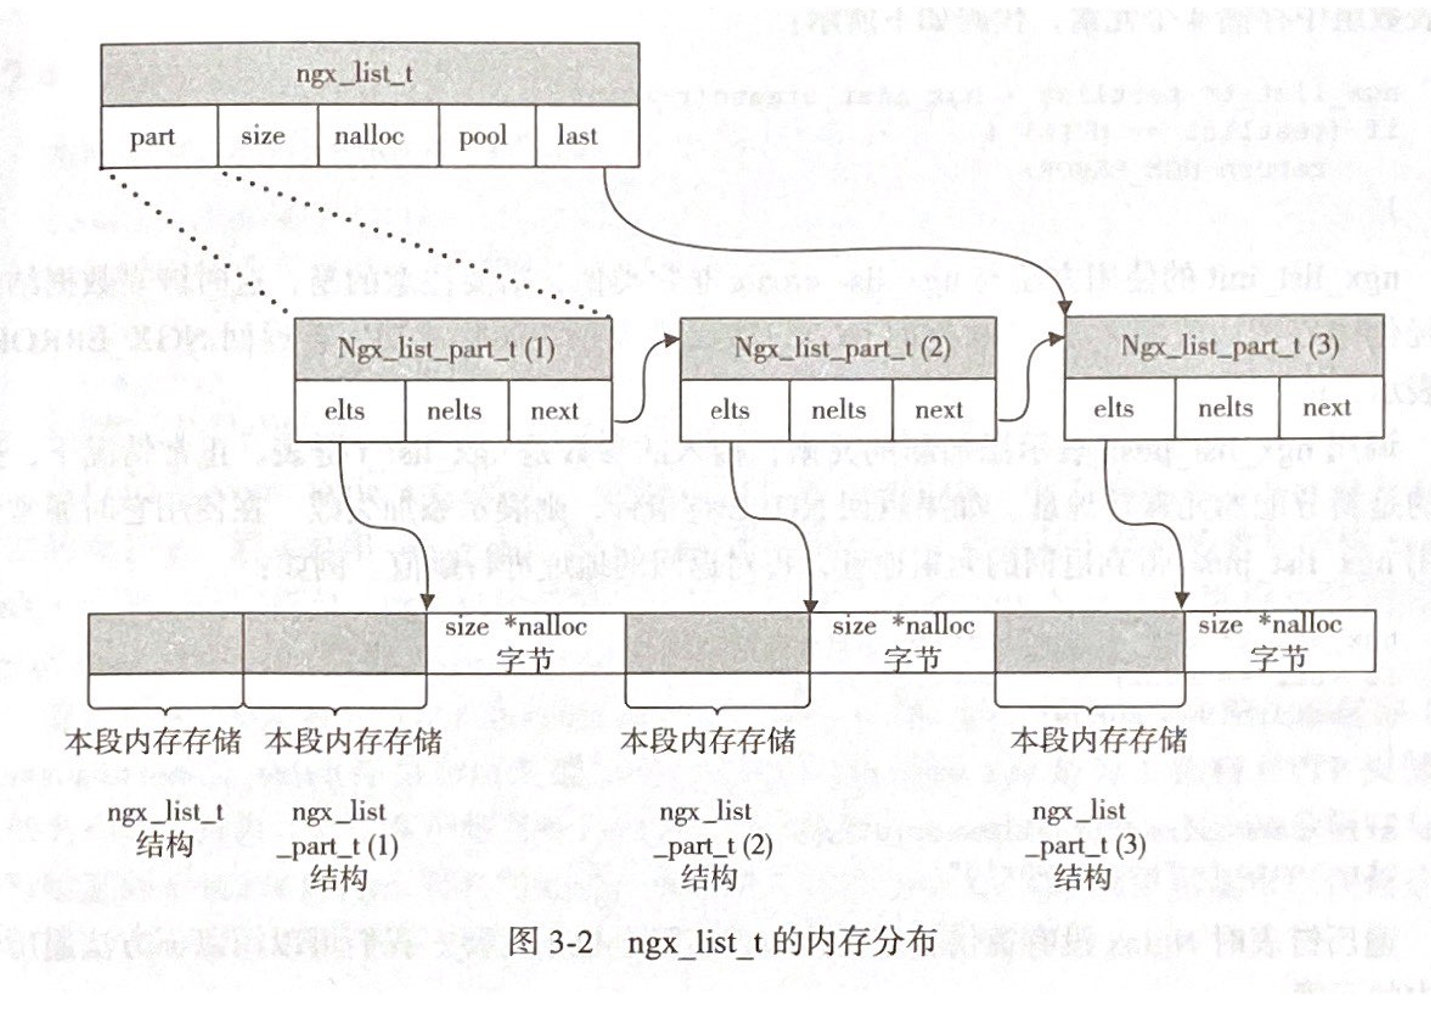 ngx_list_t
part size nalloc pool last
Ngx_list_part_t (1) Ngx_list_part_t (2) Ngx_list_part_t (3)
elts nelts next elts nelts next elts nelts next
size *nalloc size *nalloc size *nalloc
字节 字节 字节
本段内存存储 本段内存存储 本段内存存储 本段内存存储
ngx_list_t ngx_list ngx_list ngx_list
结构 _part_t (1) _part_t (2) _part_t (3)
结构 结构 结构
图 3-2 ngx_list_t 的内存分布